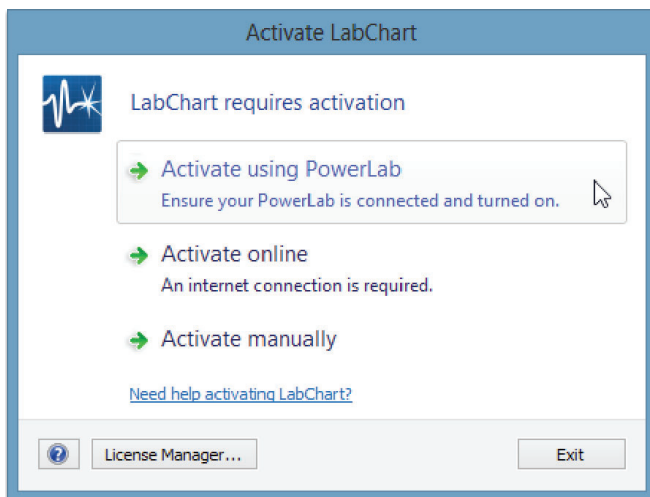 Activate LabChart
LabChart requires activation
Activate using PowerLab
Ensure your PowerLab is connected and turned on.
Activate online
An internet connection is required.
Activate manually
Need help activating LabChart?
?
License Manager...
Exit